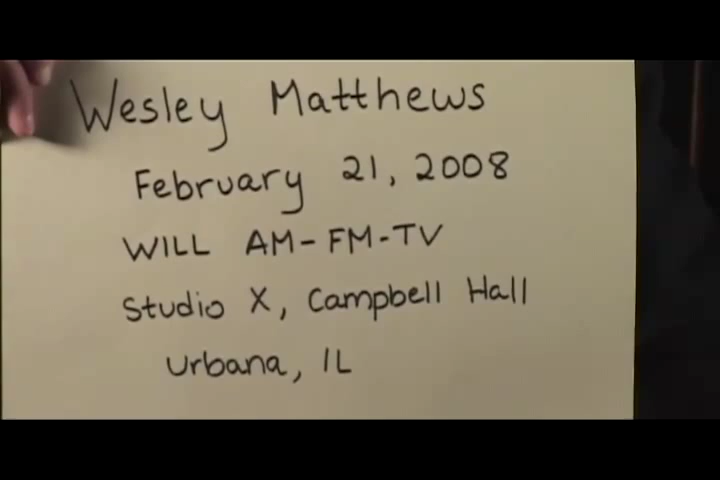 Wesley Matthews
February 21, 2008
WILL AM-FM-TV
Studio X, Campbell Hall
Urbana, IL